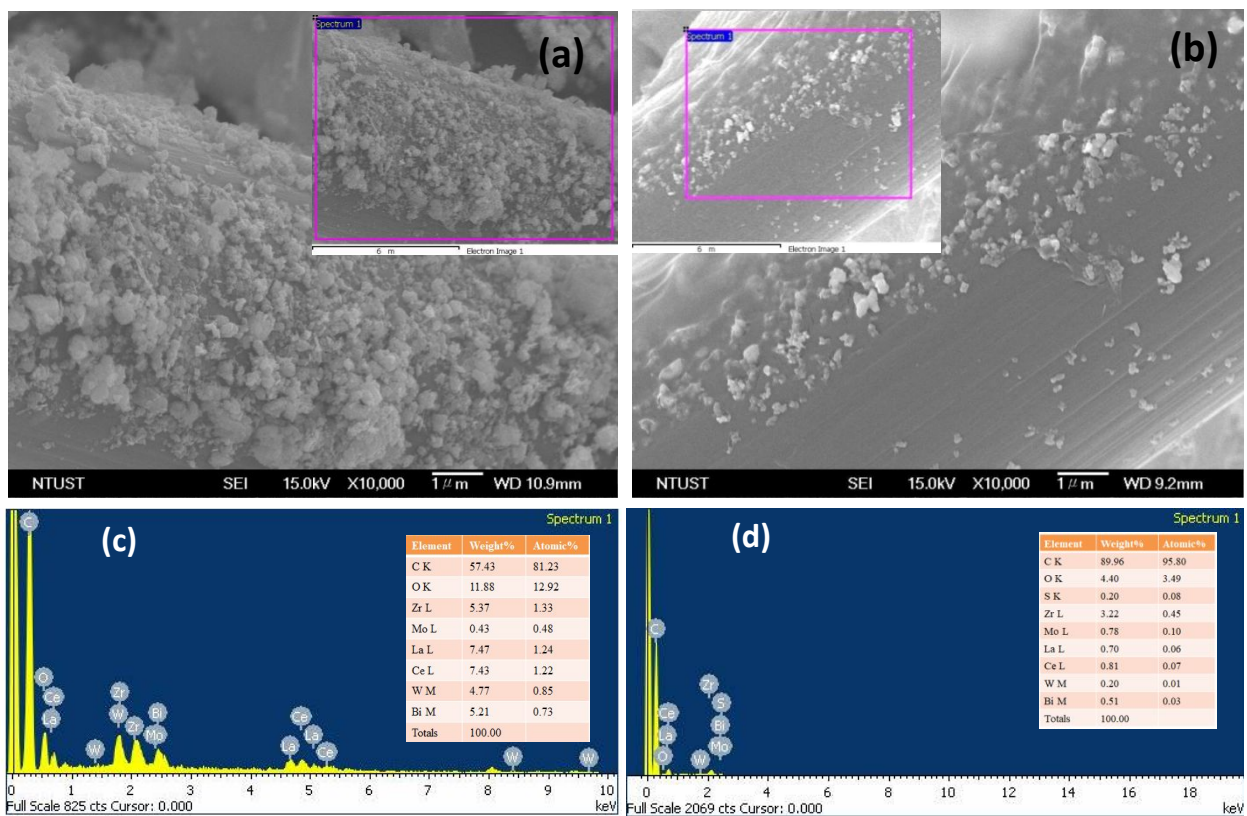 Spectrum 1
(a)
6 m
Electron Image 1
NTUST SEI 15.0kV X10,000 1 μm WD 10.9mm
Spectrum 1
(b)
6 m
Electron Image 1
NTUST SEI 15.0kV X10,000 1 μm WD 9.2mm
(c)
Spectrum 1
Element Weight% Atomic%
C K 57.43 81.23
O K 11.88 12.92
Zr L 5.37 1.33
Mo L 0.43 0.48
La L 7.47 1.24
Ce L 7.43 1.22
W M 4.77 0.85
Bi M 5.21 0.73
Totals 100.00
C
O
Ce
La
W
Zr
W
Zr
Bi
Mo
La
Ce
La
Ce
W
W
0 1 2 3 4 5 6 7 8 9 10
Full Scale 825 cts Cursor: 0.000
keV
(d)
Spectrum 1
Element Weight% Atomic%
C K 89.96 95.80
O K 4.40 3.49
S K 0.20 0.08
Zr L 3.22 0.45
Mo L 0.78 0.10
La L 0.70 0.06
Ce L 0.81 0.07
W M 0.20 0.01
Bi M 0.51 0.03
Totals 100.00
C
Ce
La
O
Zr
W
S
Bi
Mo
0 2 4 6 8 10 12 14 16 18
Full Scale 2069 cts Cursor: 0.000
keV